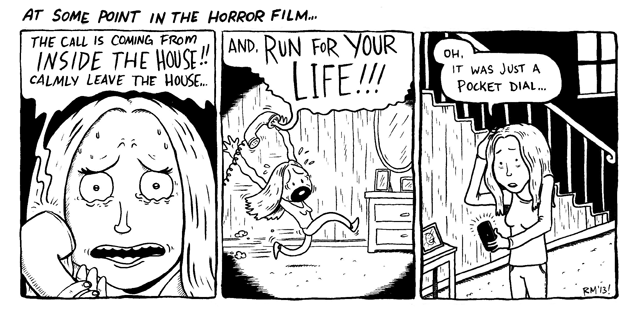 AT SOME POINT IN THE HORROR FILM...
THE CALL IS COMING FROM
INSIDE THE HOUSE!!
CALMLY LEAVE THE HOUSE...
AND, RUN FOR YOUR
LIFE!!!
OH,
IT WAS JUST A
POCKET DIAL...
RM'13!